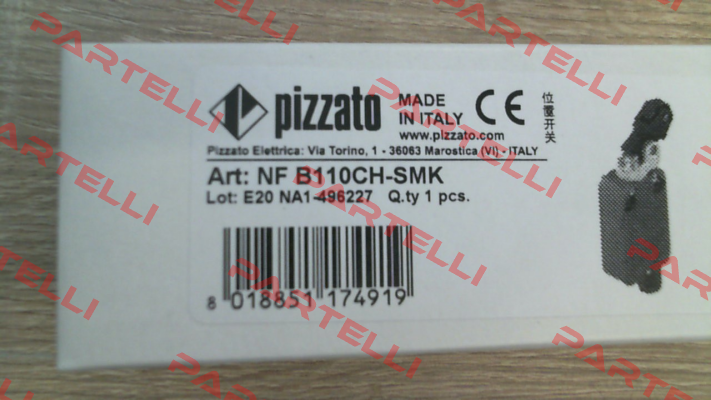 pizzato
MADE
IN ITALY
CE
www.pizzato.com
位置开关
Pizzato Elettrica: Via Torino, 1 - 36063 Marostica (VI) - ITALY
Art: NF B110CH-SMK
Lot: E20 NA1-496227 Q.ty 1 pcs.
8 018851 174919
PARTELLI
PARTELLI
PARTELLI
PARTELLI
PARTELLI
PARTELLI
PARTELLI